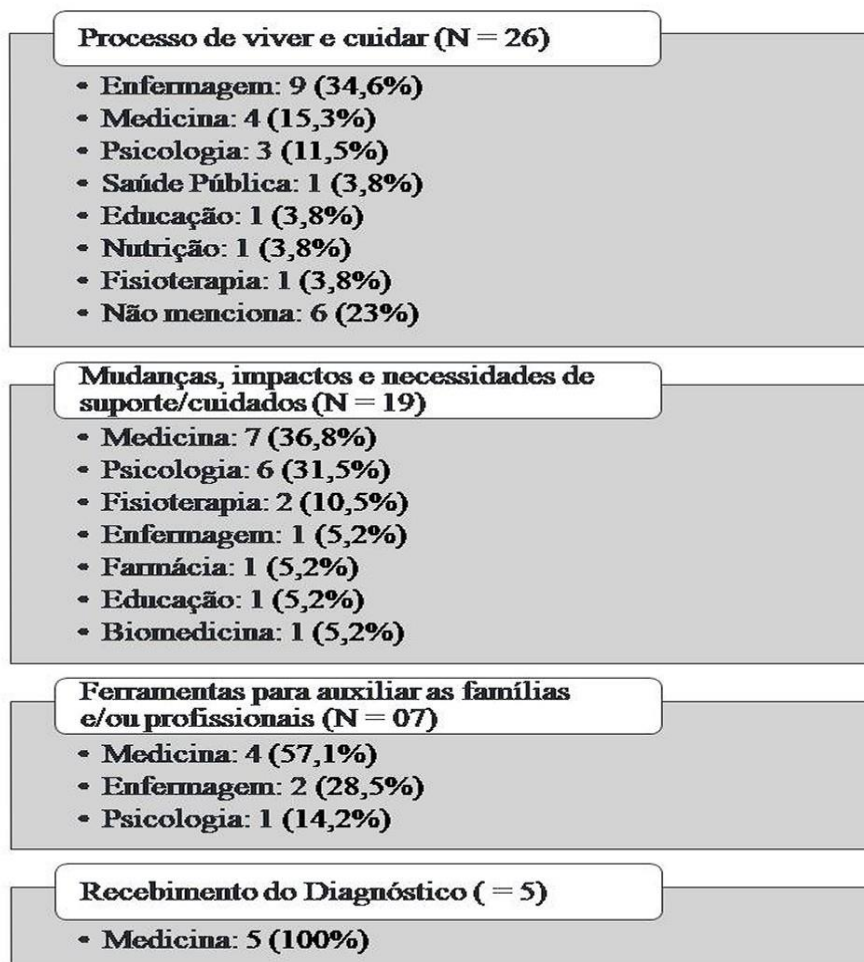 Processo de viver e cuidar (N = 26)
• Enfermagem: 9 (34,6%)
• Medicina: 4 (15,3%)
• Psicologia: 3 (11,5%)
• Saúde Pública: 1 (3,8%)
• Educação: 1 (3,8%)
• Nutrição: 1 (3,8%)
• Fisioterapia: 1 (3,8%)
• Não menciona: 6 (23%)
Mudanças, impactos e necessidades de
suporte/cuidados (N = 19)
• Medicina: 7 (36,8%)
• Psicologia: 6 (31,5%)
• Fisioterapia: 2 (10,5%)
• Enfermagem: 1 (5,2%)
• Farmácia: 1 (5,2%)
• Educação: 1 (5,2%)
• Biomedicina: 1 (5,2%)
Ferramentas para auxiliar as famílias
e/ou profissionais (N = 07)
• Medicina: 4 (57,1%)
• Enfermagem: 2 (28,5%)
• Psicologia: 1 (14,2%)
Recebimento do Diagnóstico ( = 5)
• Medicina: 5 (100%)